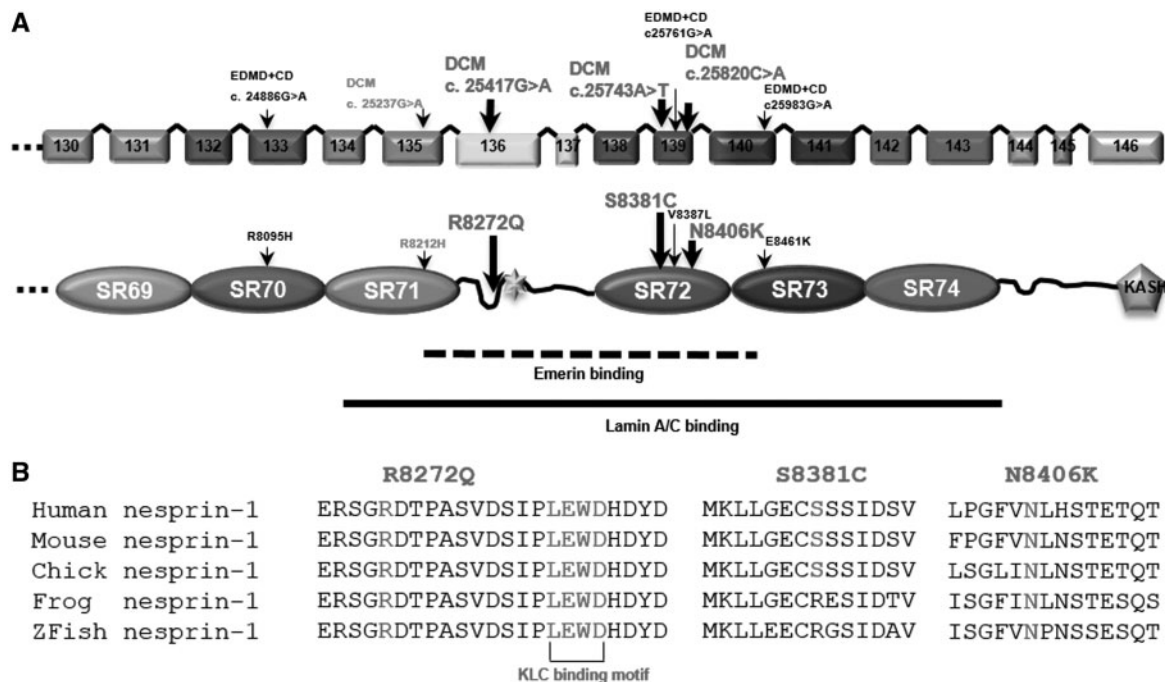 A
EDMD+CD
c. 24886G>A
DCM
c. 25237G>A
DCM
c. 25417G>A
DCM
c.25743A>T
EDMD+CD
c25761G>A
DCM
c.25820C>A
EDMD+CD
c25983G>A
130 131 132 133 134 135 136 137 138 139 140 141 142 143 144 145 146
R8095H
R8212H
R8272Q
S8381C
V8387L
N8406K
E8461K
SR69 SR70 SR71 SR72 SR73 SR74 KASH
Emerin binding
Lamin A/C binding
B
R8272Q S8381C N8406K
Human nesprin-1 ERSGRDTPASVDSIPLEWDHDYD MKLLGECSSSIDSV LPGFVNLHSTETQT
Mouse nesprin-1 ERSGRDTPASVDSIPLEWDHDYD MKLLGECSSSIDSV FPGFVNLNSTETQT
Chick nesprin-1 ERSGRDTPASVDSIPLEWDHDYD MKLLGECSSSIDSV LSGLINLNSTETQT
Frog nesprin-1 ERSGRDTPASVDSIPLEWDHDYD MKLLGECRESIDTV ISGFINLNSTESQS
ZFish nesprin-1 ERSGRDTPASVDSIPLEWDHDYD MKLLEECRGSIDAV ISGFVNPNSSESQT
KLC binding motif